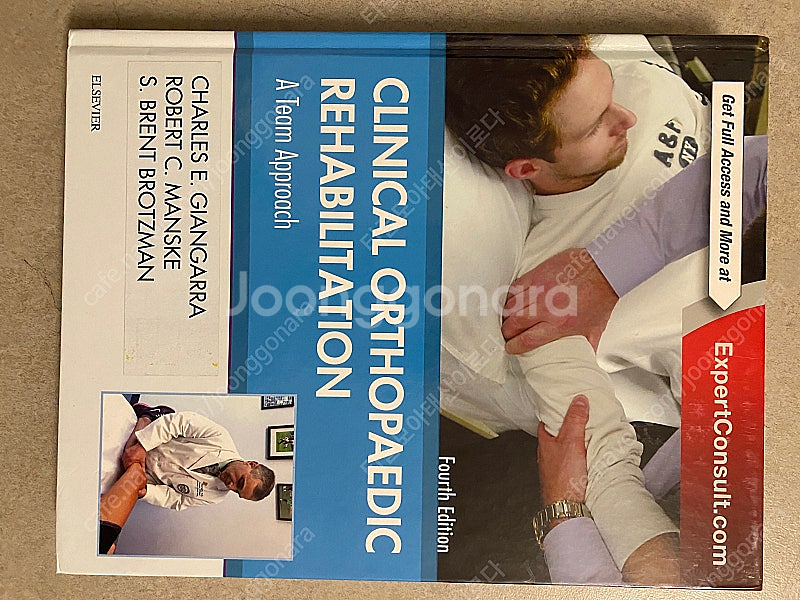 Get Full Access and More at
ExpertConsult.com
Fourth Edition
CLINICAL ORTHOPAEDIC
REHABILITATION
A Team Approach
CHARLES E. GIANGARRA
ROBERT C. MANSKE
S. BRENT BROTZMAN
ELSEVIER
Joonggonara